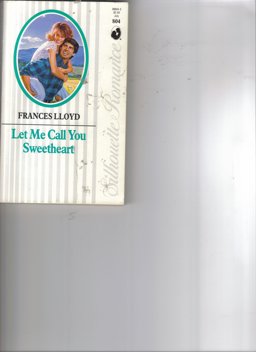 504
FRANCES LLOYD
Let Me Call You
Sweetheart
Silhouette Romance